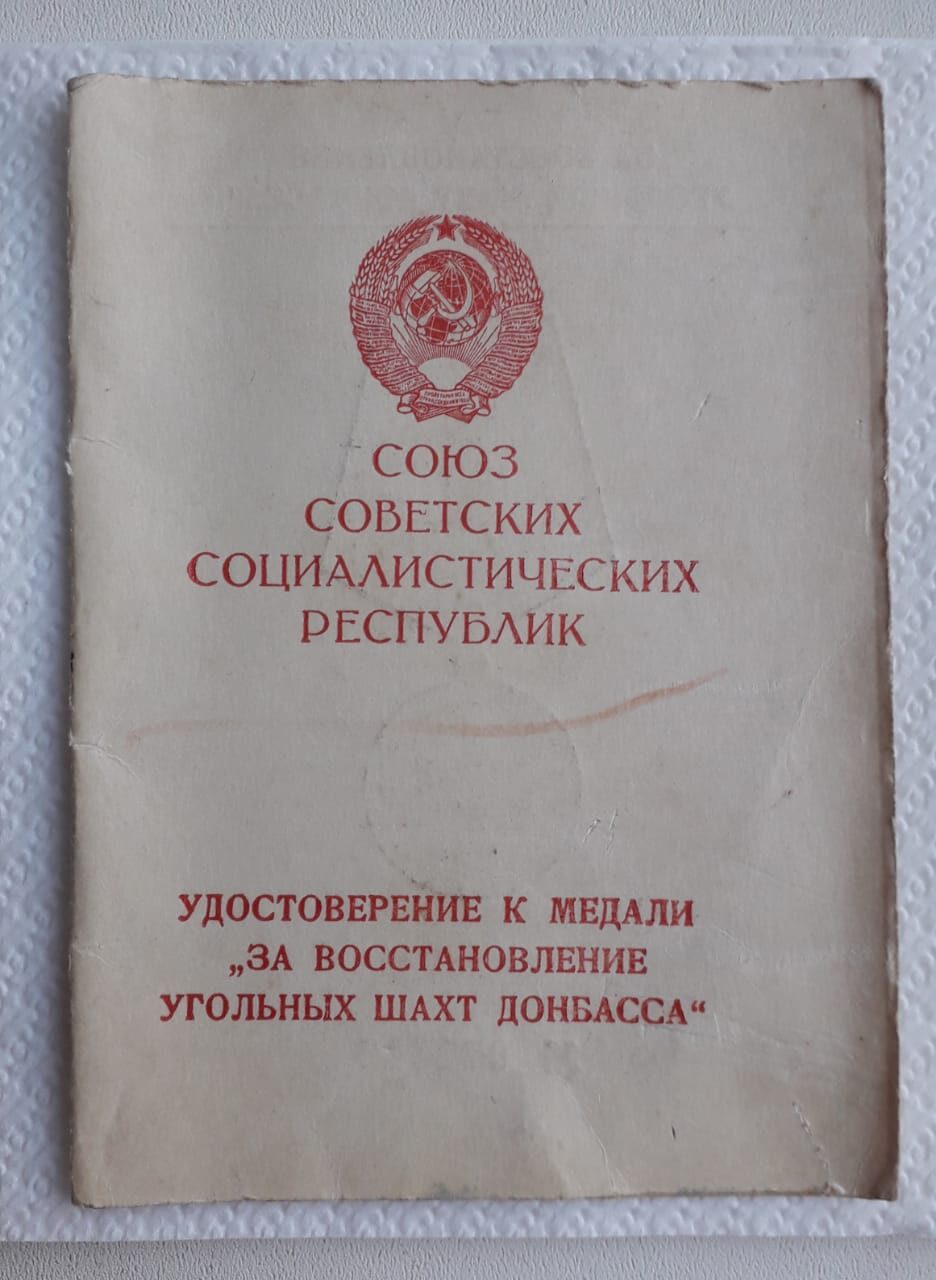 СОЮЗ
СОВЕТСКИХ
СОЦИАЛИСТИЧЕСКИХ
РЕСПУБЛИК
УДОСТОВЕРЕНИЕ К МЕДАЛИ
„ЗА ВОССТАНОВЛЕНИЕ
УГОЛЬНЫХ ШАХТ ДОНБАССА“